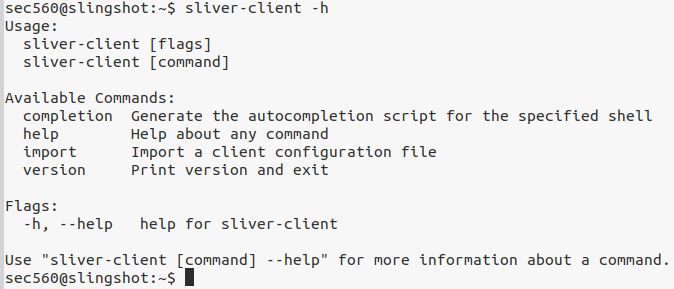 sec560@slingshot:~$ sliver-client -h
Usage:
  sliver-client [flags]
  sliver-client [command]

Available Commands:
  completion  Generate the autocompletion script for the specified shell
  help        Help about any command
  import      Import a client configuration file
  version     Print version and exit

Flags:
  -h, --help   help for sliver-client

Use "sliver-client [command] --help" for more information about a command.
sec560@slingshot:~$